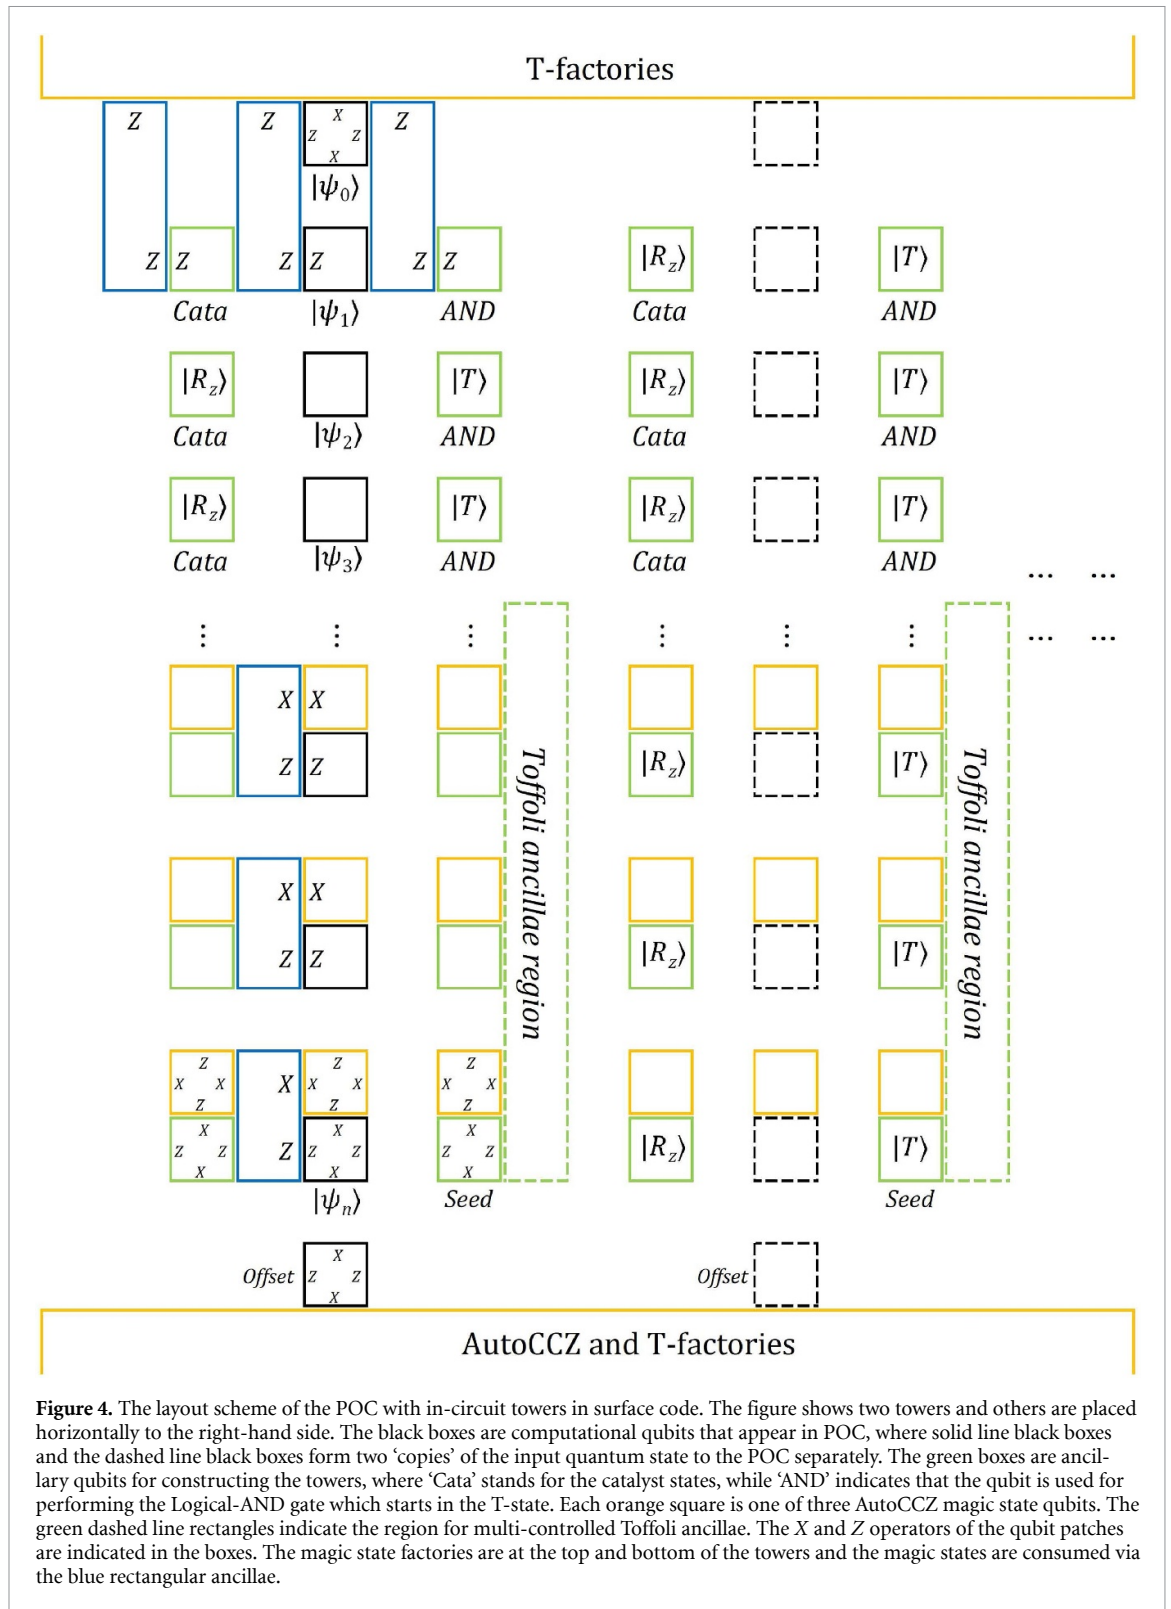 T-factories
Z Z X Z
Z Z
X
|ψ₀⟩
Z Z Z Z Z Z |R_z⟩ |T⟩
Cata |ψ₁⟩ AND Cata AND
|R_z⟩ |T⟩ |R_z⟩ |T⟩
Cata |ψ₂⟩ AND Cata AND
|R_z⟩ |T⟩ |R_z⟩ |T⟩
Cata |ψ₃⟩ AND Cata AND
... ...
⋮ ⋮ ⋮ ⋮ ⋮ ⋮ ... ...
X X
Z Z |R_z⟩ |T⟩
Toffoli ancillae region
Toffoli ancillae region
X X
Z Z |R_z⟩ |T⟩
Z Z Z
X X X X X X X
Z Z Z
X X X
Z Z Z Z Z Z Z |R_z⟩ |T⟩
X X X
|ψₙ⟩ Seed Seed
X
Offset Z Z Offset
X
AutoCCZ and T-factories
Figure 4. The layout scheme of the POC with in-circuit towers in surface code. The figure shows two towers and others are placed
horizontally to the right-hand side. The black boxes are computational qubits that appear in POC, where solid line black boxes
and the dashed line black boxes form two ‘copies’ of the input quantum state to the POC separately. The green boxes are ancil-
lary qubits for constructing the towers, where ‘Cata’ stands for the catalyst states, while ‘AND’ indicates that the qubit is used for
performing the Logical-AND gate which starts in the T-state. Each orange square is one of three AutoCCZ magic state qubits. The
green dashed line rectangles indicate the region for multi-controlled Toffoli ancillae. The X and Z operators of the qubit patches
are indicated in the boxes. The magic state factories are at the top and bottom of the towers and the magic states are consumed via
the blue rectangular ancillae.